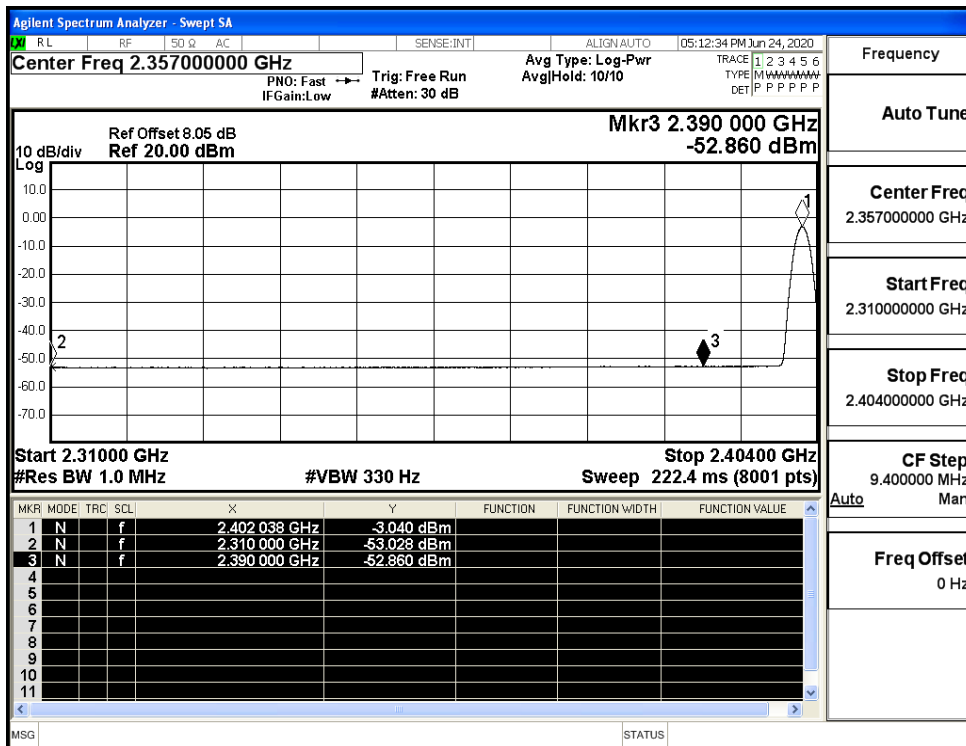 Agilent Spectrum Analyzer - Swept SA
LXI RL RF 50 Ω AC SENSE:INT ALIGN AUTO 05:12:34 PM Jun 24, 2020
Center Freq 2.357000000 GHz
PNO: Fast
IFGain:Low
Trig: Free Run
#Atten: 30 dB
Avg Type: Log-Pwr
Avg|Hold: 10/10
TRACE 1 2 3 4 5 6
TYPE M WWWWW
DET P P P P P P
Ref Offset 8.05 dB
10 dB/div Ref 20.00 dBm
Log
Mkr3 2.390 000 GHz
-52.860 dBm
10.0
0.00
-10.0
-20.0
-30.0
-40.0
-50.0
-60.0
-70.0
1
2
3
Start 2.31000 GHz Stop 2.40400 GHz
#Res BW 1.0 MHz #VBW 330 Hz Sweep 222.4 ms (8001 pts)
MKR MODE TRC SCL X Y FUNCTION FUNCTION WIDTH FUNCTION VALUE
1 N f 2.402 038 GHz -3.040 dBm
2 N f 2.310 000 GHz -53.028 dBm
3 N f 2.390 000 GHz -52.860 dBm
4
5
6
7
8
9
10
11
MSG STATUS
Frequency
Auto Tune
Center Freq
2.357000000 GHz
Start Freq
2.310000000 GHz
Stop Freq
2.404000000 GHz
CF Step
9.400000 MHz
Auto Man
Freq Offset
0 Hz